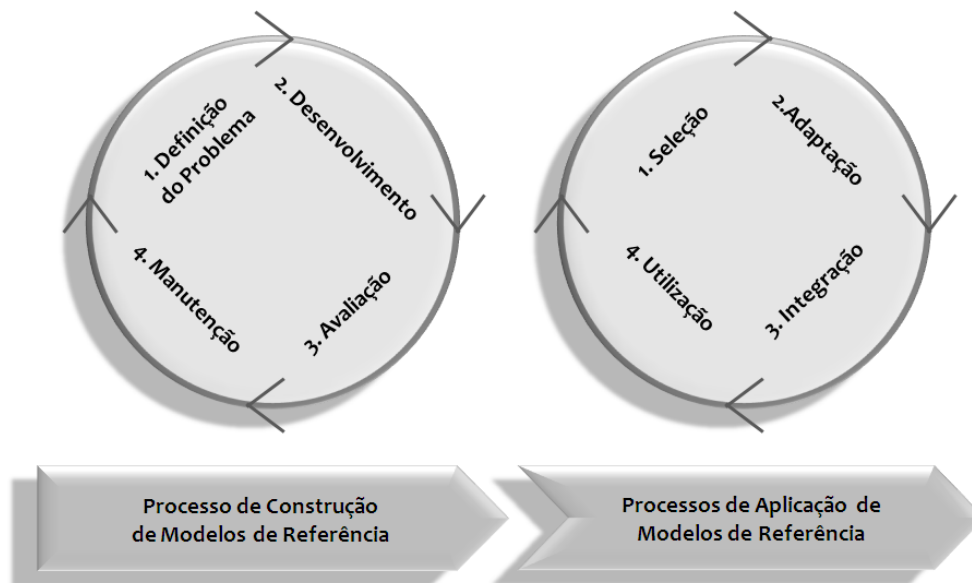 1. Definição
do Problema
2. Desenvolvimento
3. Avaliação
4. Manutenção
1. Seleção
2.Adaptação
3. Integração
4. Utilização
Processo de Construção
de Modelos de Referência
Processos de Aplicação de
Modelos de Referência